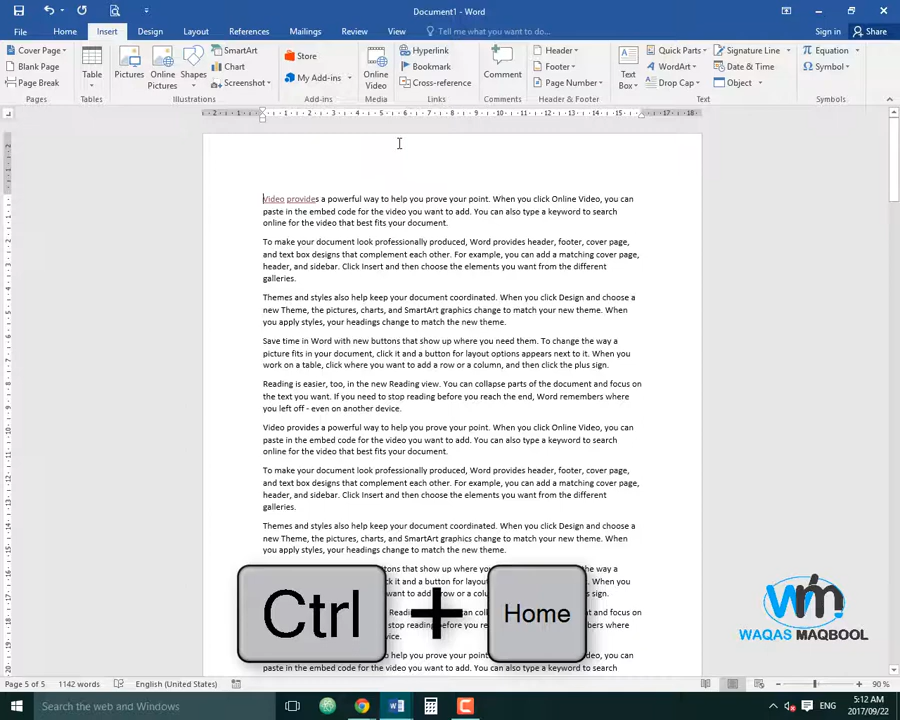 Document1 - Word
File Home Insert Design Layout References Mailings Review View Tell me what you want to do... Sign in Share
Cover Page
Blank Page
Page Break
Pages
Table
Tables
Pictures
Online Pictures
Shapes
SmartArt
Chart
Screenshot
Illustrations
Store
My Add-ins
Add-ins
Online Video
Media
Hyperlink
Bookmark
Cross-reference
Links
Comment
Comments
Header
Footer
Page Number
Header & Footer
Text Box
Quick Parts
WordArt
Drop Cap
Signature Line
Date & Time
Object
Text
Equation
Symbol
Symbols
Video provides a powerful way to help you prove your point. When you click Online Video, you can
paste in the embed code for the video you want to add. You can also type a keyword to search
online for the video that best fits your document.
To make your document look professionally produced, Word provides header, footer, cover page,
and text box designs that complement each other. For example, you can add a matching cover page,
header, and sidebar. Click Insert and then choose the elements you want from the different
galleries.
Themes and styles also help keep your document coordinated. When you click Design and choose a
new Theme, the pictures, charts, and SmartArt graphics change to match your new theme. When
you apply styles, your headings change to match the new theme.
Save time in Word with new buttons that show up where you need them. To change the way a
picture fits in your document, click it and a button for layout options appears next to it. When you
work on a table, click where you want to add a row or a column, and then click the plus sign.
Reading is easier, too, in the new Reading view. You can collapse parts of the document and focus on
the text you want. If you need to stop reading before you reach the end, Word remembers where
you left off - even on another device.
Video provides a powerful way to help you prove your point. When you click Online Video, you can
paste in the embed code for the video you want to add. You can also type a keyword to search
online for the video that best fits your document.
To make your document look professionally produced, Word provides header, footer, cover page,
and text box designs that complement each other. For example, you can add a matching cover page,
header, and sidebar. Click Insert and then choose the elements you want from the different
galleries.
Themes and styles also help keep your document coordinated. When you click Design and choose a
new Theme, the pictures, charts, and SmartArt graphics change to match your new theme. When
you apply styles, your headings change to match the new theme.
Ctrl + Home
WAQAS MAQBOOL
Page 5 of 5 1142 words English (United States) 90 %
Search the web and Windows
ENG
5:12 AM
2017/09/22